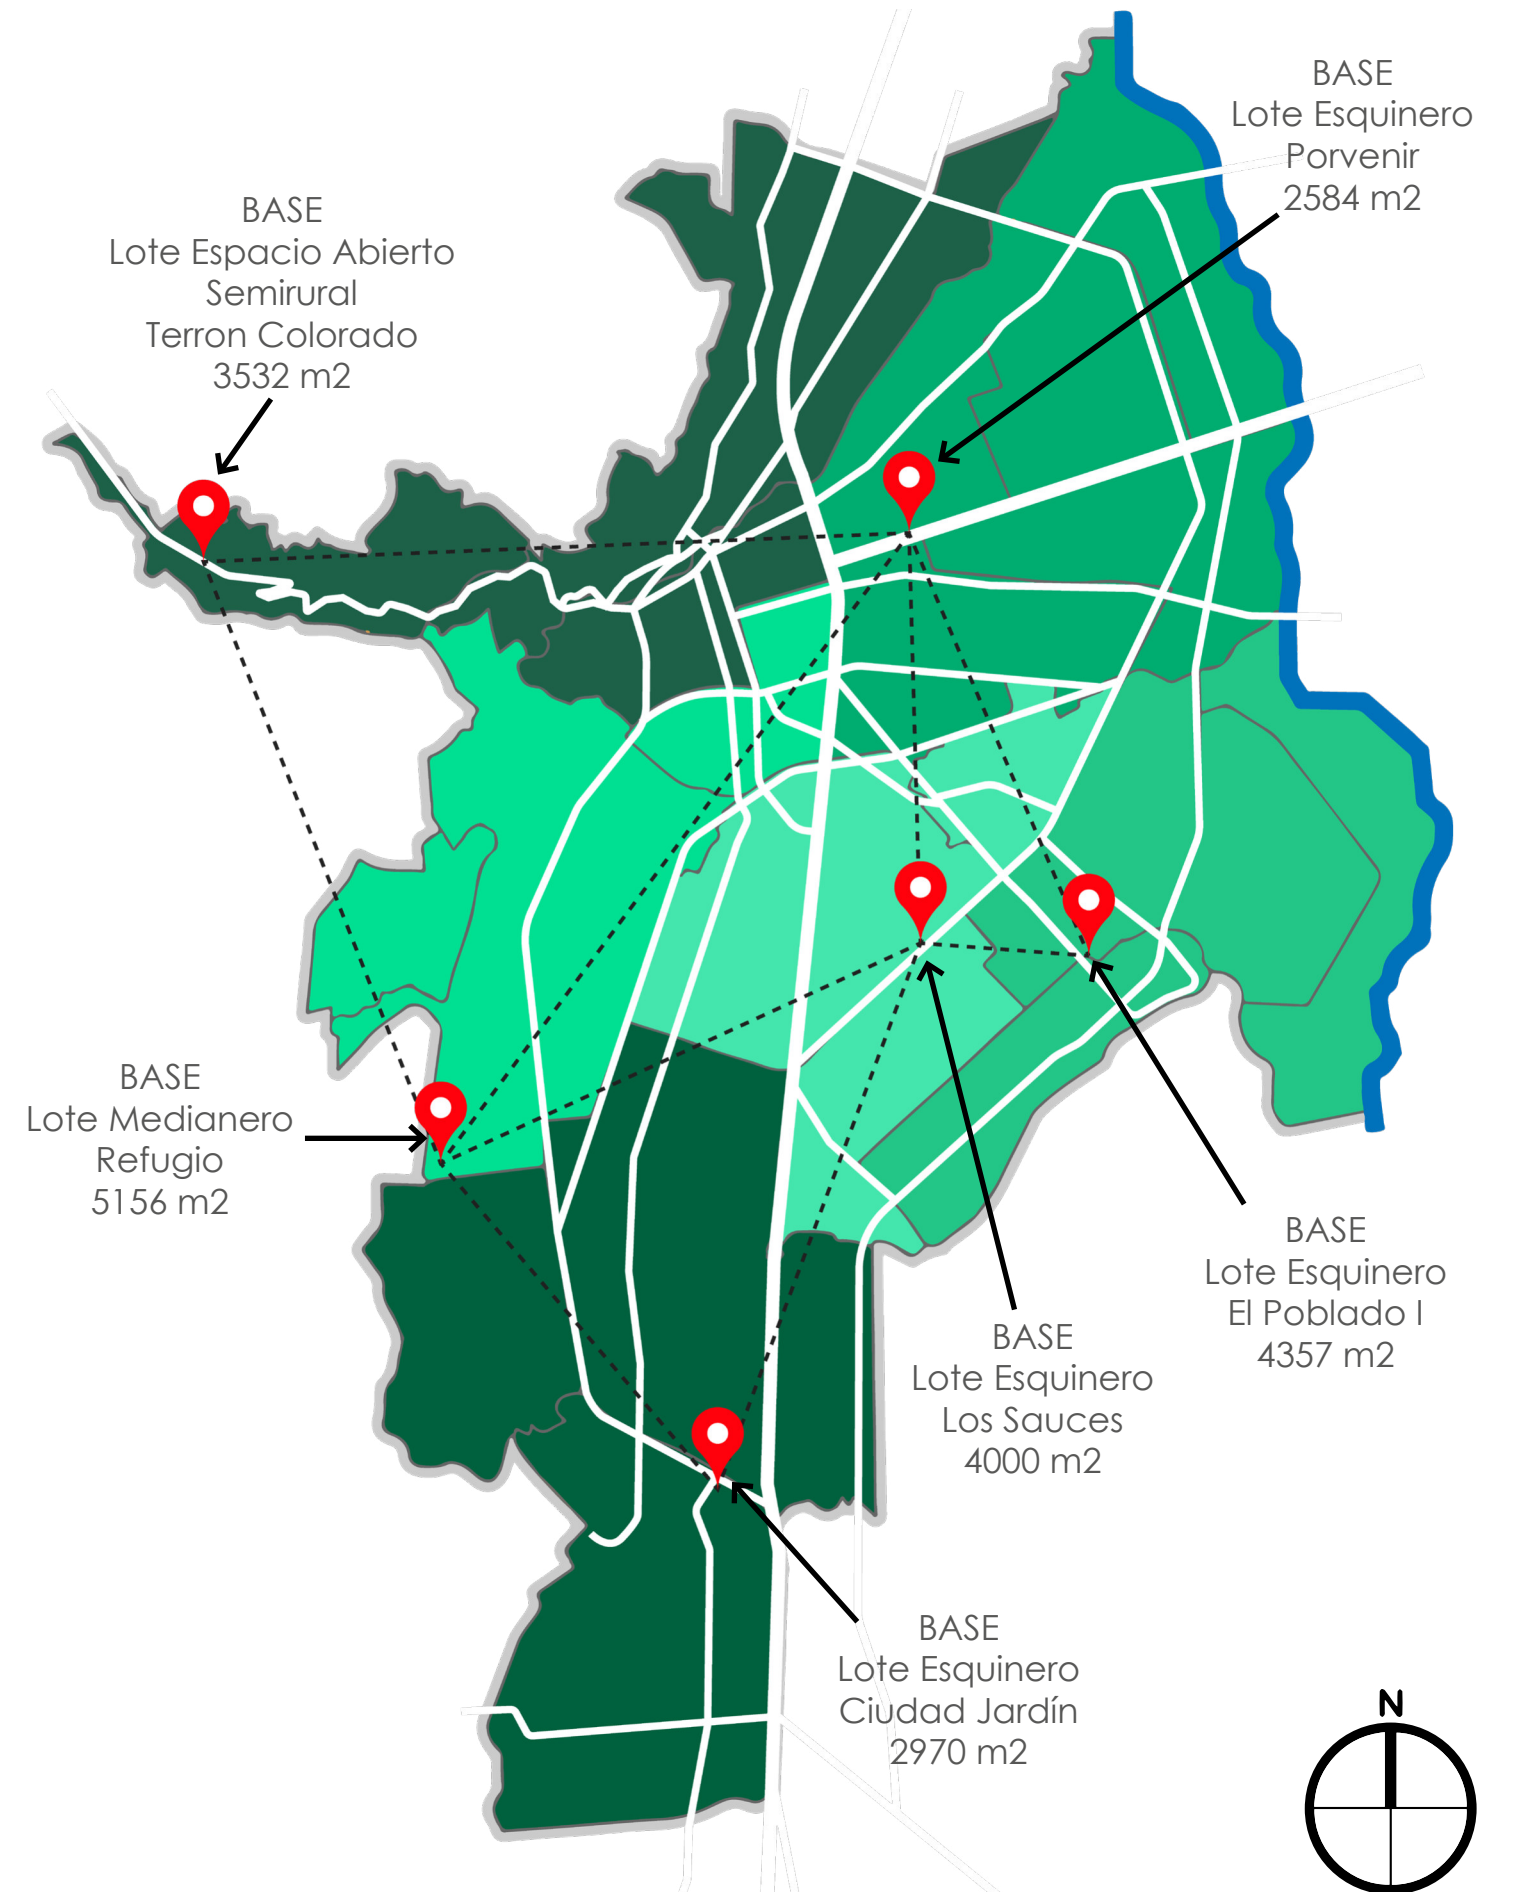 BASE
Lote Esquinero
Porvenir
2584 m2
BASE
Lote Espacio Abierto
Semirural
Terron Colorado
3532 m2
BASE
Lote Medianero
Refugio
5156 m2
BASE
Lote Esquinero
El Poblado I
4357 m2
BASE
Lote Esquinero
Los Sauces
4000 m2
BASE
Lote Esquinero
Ciudad Jardín
2970 m2
N